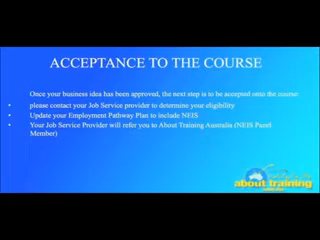 ACCEPTANCE TO THE COURSE
Once your business idea has been approved, the next step is to be accepted onto the course:
• please contact your Job Service provider to determine your eligibility
• Update your Employment Pathway Plan to include NEIS
• Your Job Service Provider will refer you to About Training Australia (NEIS Panel
Member)
about training